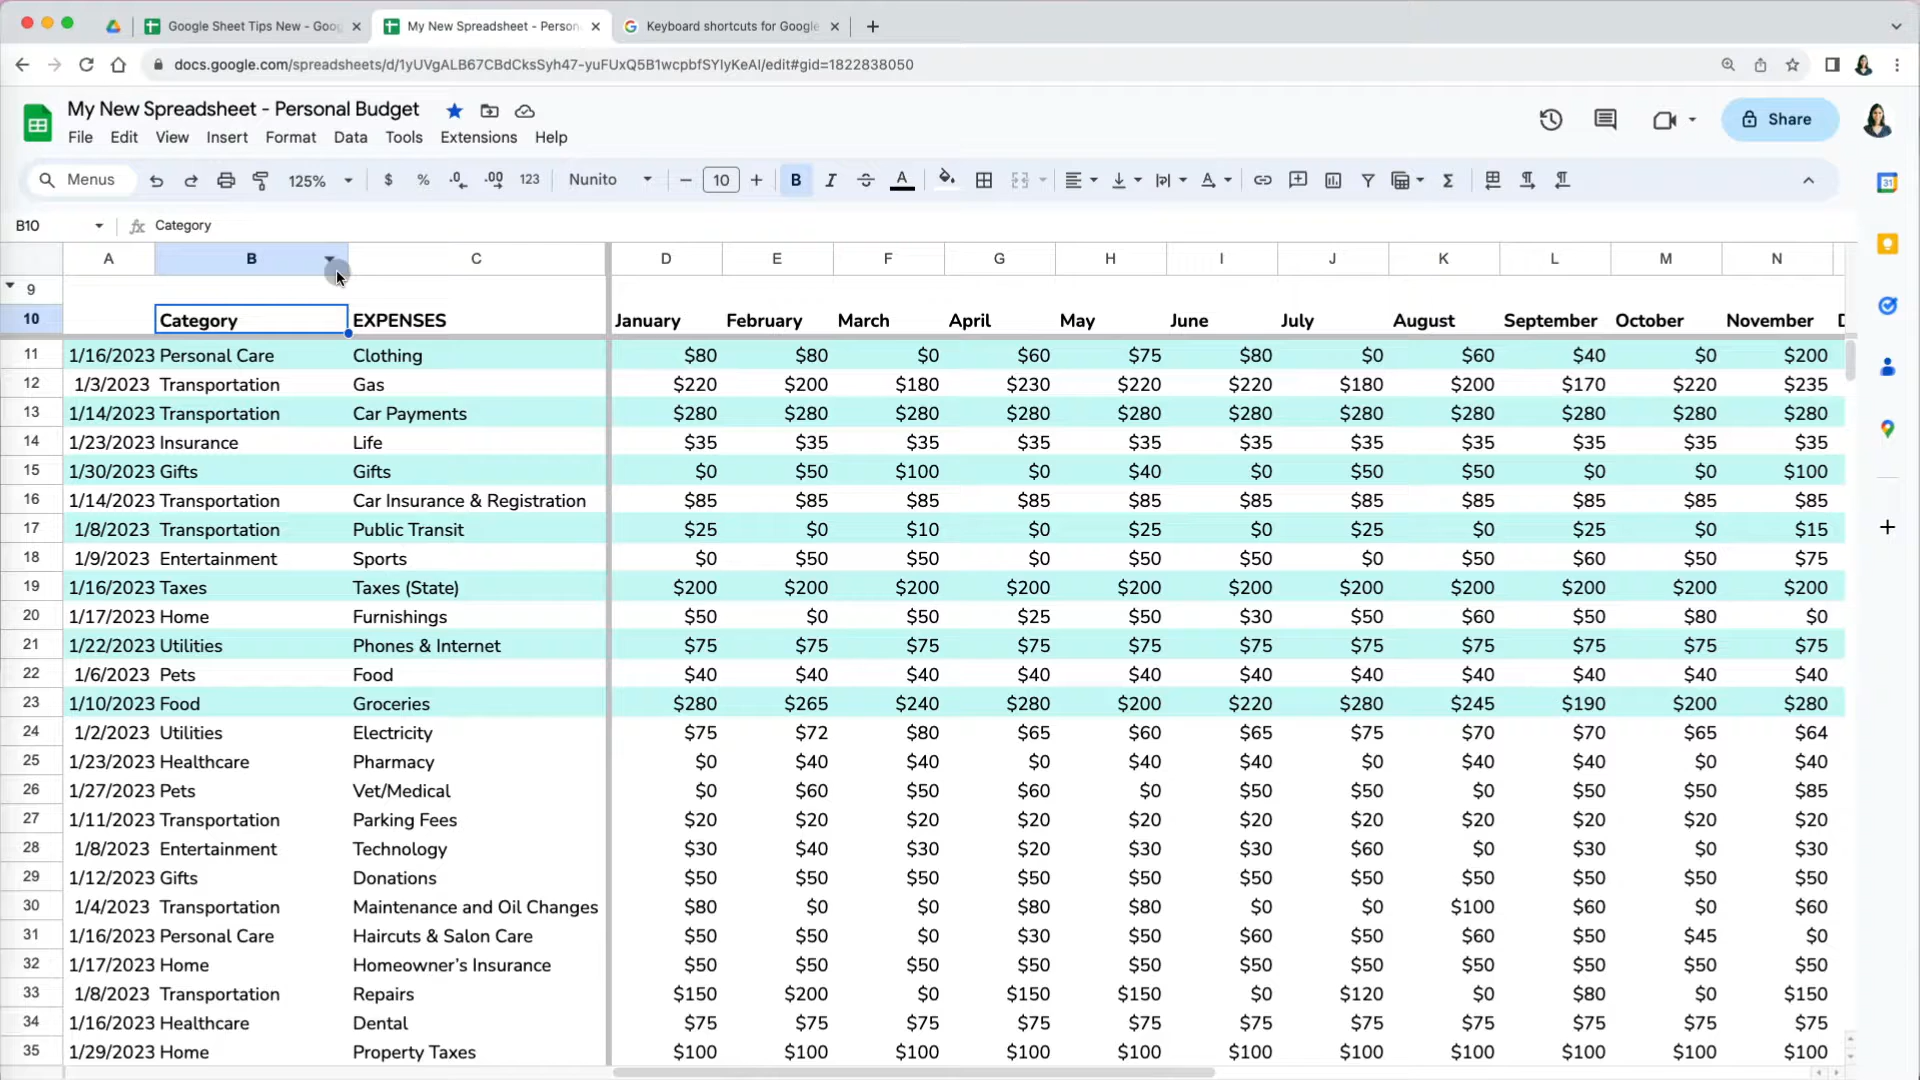 Google Sheet Tips New - Goog
My New Spreadsheet - Person
Keyboard shortcuts for Google
docs.google.com/spreadsheets/d/1yUVgALB67CBdCksSyh47-yuFUxQ5B1wcpbfSYIyKeAI/edit#gid=1822838050
My New Spreadsheet - Personal Budget
File Edit View Insert Format Data Tools Extensions Help
Share
Menus 125% $ % .0 .00 123 Nunito 10 B I A Σ
31
B10 fx Category
A B C D E F G H I J K L M N
9
10 Category EXPENSES January February March April May June July August September October November D
11 1/16/2023 Personal Care Clothing $80 $80 $0 $60 $75 $80 $0 $60 $40 $0 $200
12 1/3/2023 Transportation Gas $220 $200 $180 $230 $220 $220 $180 $200 $170 $220 $235
13 1/14/2023 Transportation Car Payments $280 $280 $280 $280 $280 $280 $280 $280 $280 $280 $280
14 1/23/2023 Insurance Life $35 $35 $35 $35 $35 $35 $35 $35 $35 $35 $35
15 1/30/2023 Gifts Gifts $0 $50 $100 $0 $40 $0 $50 $50 $0 $0 $100
16 1/14/2023 Transportation Car Insurance & Registration $85 $85 $85 $85 $85 $85 $85 $85 $85 $85 $85
17 1/8/2023 Transportation Public Transit $25 $0 $10 $0 $25 $0 $25 $0 $25 $0 $15
18 1/9/2023 Entertainment Sports $0 $50 $50 $0 $50 $50 $0 $50 $60 $50 $75
19 1/16/2023 Taxes Taxes (State) $200 $200 $200 $200 $200 $200 $200 $200 $200 $200 $200
20 1/17/2023 Home Furnishings $50 $0 $50 $25 $50 $30 $50 $60 $50 $80 $0
21 1/22/2023 Utilities Phones & Internet $75 $75 $75 $75 $75 $75 $75 $75 $75 $75 $75
22 1/6/2023 Pets Food $40 $40 $40 $40 $40 $40 $40 $40 $40 $40 $40
23 1/10/2023 Food Groceries $280 $265 $240 $280 $200 $220 $280 $245 $190 $200 $280
24 1/2/2023 Utilities Electricity $75 $72 $80 $65 $60 $65 $75 $70 $70 $65 $64
25 1/23/2023 Healthcare Pharmacy $0 $40 $40 $0 $40 $40 $0 $40 $40 $0 $40
26 1/27/2023 Pets Vet/Medical $0 $60 $50 $60 $0 $50 $50 $0 $50 $50 $85
27 1/11/2023 Transportation Parking Fees $20 $20 $20 $20 $20 $20 $20 $20 $20 $20 $20
28 1/8/2023 Entertainment Technology $30 $40 $30 $20 $30 $30 $60 $0 $30 $0 $30
29 1/12/2023 Gifts Donations $50 $50 $50 $50 $50 $50 $50 $50 $50 $50 $50
30 1/4/2023 Transportation Maintenance and Oil Changes $80 $0 $0 $80 $80 $0 $0 $100 $60 $0 $60
31 1/16/2023 Personal Care Haircuts & Salon Care $50 $50 $0 $30 $50 $60 $50 $60 $50 $45 $0
32 1/17/2023 Home Homeowner’s Insurance $50 $50 $50 $50 $50 $50 $50 $50 $50 $50 $50
33 1/8/2023 Transportation Repairs $150 $200 $0 $150 $150 $0 $120 $0 $80 $0 $150
34 1/16/2023 Healthcare Dental $75 $75 $75 $75 $75 $75 $75 $75 $75 $75 $75
35 1/29/2023 Home Property Taxes $100 $100 $100 $100 $100 $100 $100 $100 $100 $100 $100